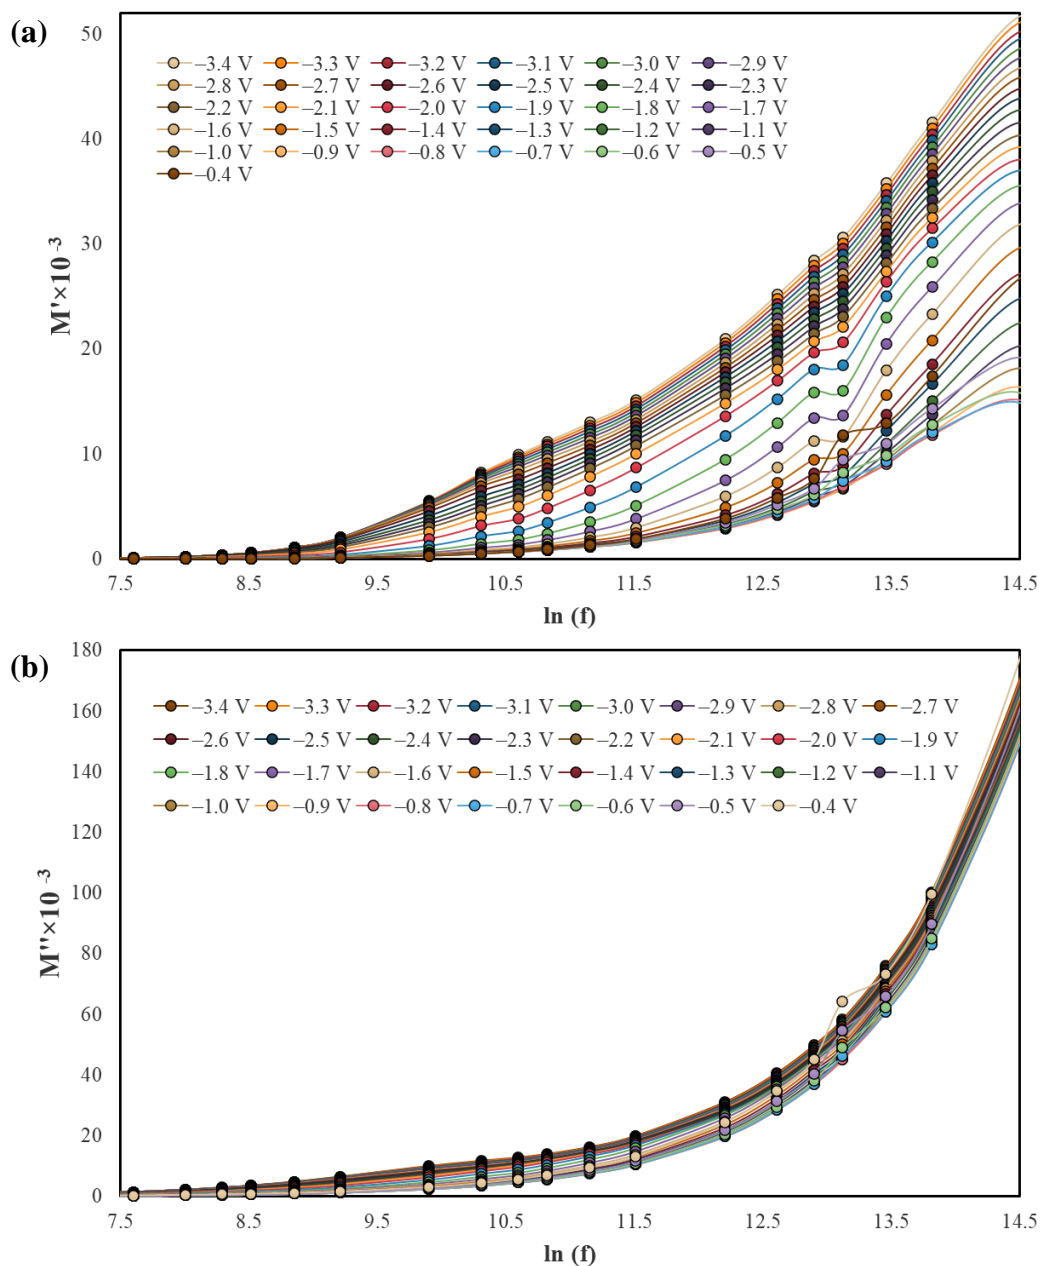 (a)
50
–3.4 V –3.3 V –3.2 V –3.1 V –3.0 V –2.9 V
–2.8 V –2.7 V –2.6 V –2.5 V –2.4 V –2.3 V
–2.2 V –2.1 V –2.0 V –1.9 V –1.8 V –1.7 V
–1.6 V –1.5 V –1.4 V –1.3 V –1.2 V –1.1 V
–1.0 V –0.9 V –0.8 V –0.7 V –0.6 V –0.5 V
–0.4 V
40
30
20
10
0
M'×10⁻³
7.5 8.5 9.5 10.5 11.5 12.5 13.5 14.5
ln (f)
(b)
180
–3.4 V –3.3 V –3.2 V –3.1 V –3.0 V –2.9 V –2.8 V –2.7 V
–2.6 V –2.5 V –2.4 V –2.3 V –2.2 V –2.1 V –2.0 V –1.9 V
–1.8 V –1.7 V –1.6 V –1.5 V –1.4 V –1.3 V –1.2 V –1.1 V
–1.0 V –0.9 V –0.8 V –0.7 V –0.6 V –0.5 V –0.4 V
160
140
120
100
80
60
40
20
0
M''×10⁻³
7.5 8.5 9.5 10.5 11.5 12.5 13.5 14.5
ln (f)